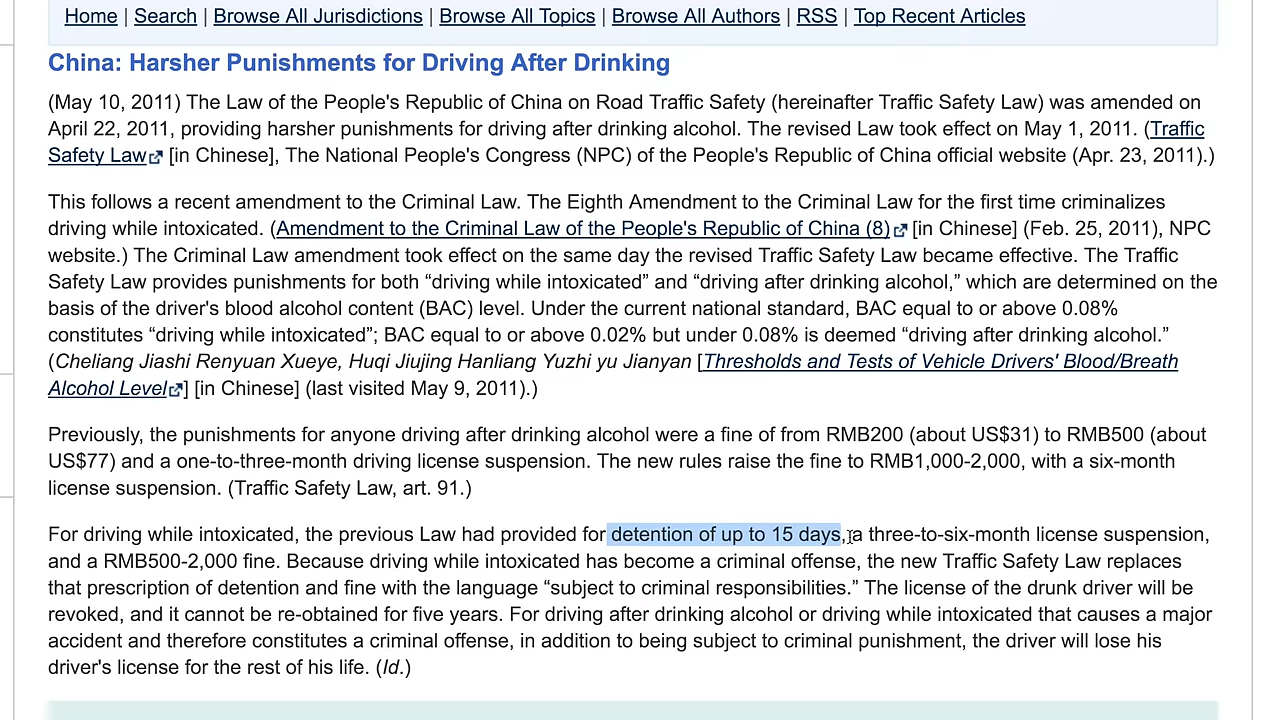 Home | Search | Browse All Jurisdictions | Browse All Topics | Browse All Authors | RSS | Top Recent Articles
China: Harsher Punishments for Driving After Drinking
(May 10, 2011) The Law of the People's Republic of China on Road Traffic Safety (hereinafter Traffic Safety Law) was amended on
April 22, 2011, providing harsher punishments for driving after drinking alcohol. The revised Law took effect on May 1, 2011. (Traffic
Safety Law [in Chinese], The National People's Congress (NPC) of the People's Republic of China official website (Apr. 23, 2011).)
This follows a recent amendment to the Criminal Law. The Eighth Amendment to the Criminal Law for the first time criminalizes
driving while intoxicated. (Amendment to the Criminal Law of the People's Republic of China (8) [in Chinese] (Feb. 25, 2011), NPC
website.) The Criminal Law amendment took effect on the same day the revised Traffic Safety Law became effective. The Traffic
Safety Law provides punishments for both “driving while intoxicated” and “driving after drinking alcohol,” which are determined on the
basis of the driver's blood alcohol content (BAC) level. Under the current national standard, BAC equal to or above 0.08%
constitutes “driving while intoxicated”; BAC equal to or above 0.02% but under 0.08% is deemed “driving after drinking alcohol.”
(Cheliang Jiashi Renyuan Xueye, Huqi Jiujing Hanliang Yuzhi yu Jianyan [Thresholds and Tests of Vehicle Drivers' Blood/Breath
Alcohol Level] [in Chinese] (last visited May 9, 2011).)
Previously, the punishments for anyone driving after drinking alcohol were a fine of from RMB200 (about US$31) to RMB500 (about
US$77) and a one-to-three-month driving license suspension. The new rules raise the fine to RMB1,000-2,000, with a six-month
license suspension. (Traffic Safety Law, art. 91.)
For driving while intoxicated, the previous Law had provided for detention of up to 15 days, a three-to-six-month license suspension,
and a RMB500-2,000 fine. Because driving while intoxicated has become a criminal offense, the new Traffic Safety Law replaces
that prescription of detention and fine with the language “subject to criminal responsibilities.” The license of the drunk driver will be
revoked, and it cannot be re-obtained for five years. For driving after drinking alcohol or driving while intoxicated that causes a major
accident and therefore constitutes a criminal offense, in addition to being subject to criminal punishment, the driver will lose his
driver's license for the rest of his life. (Id.)